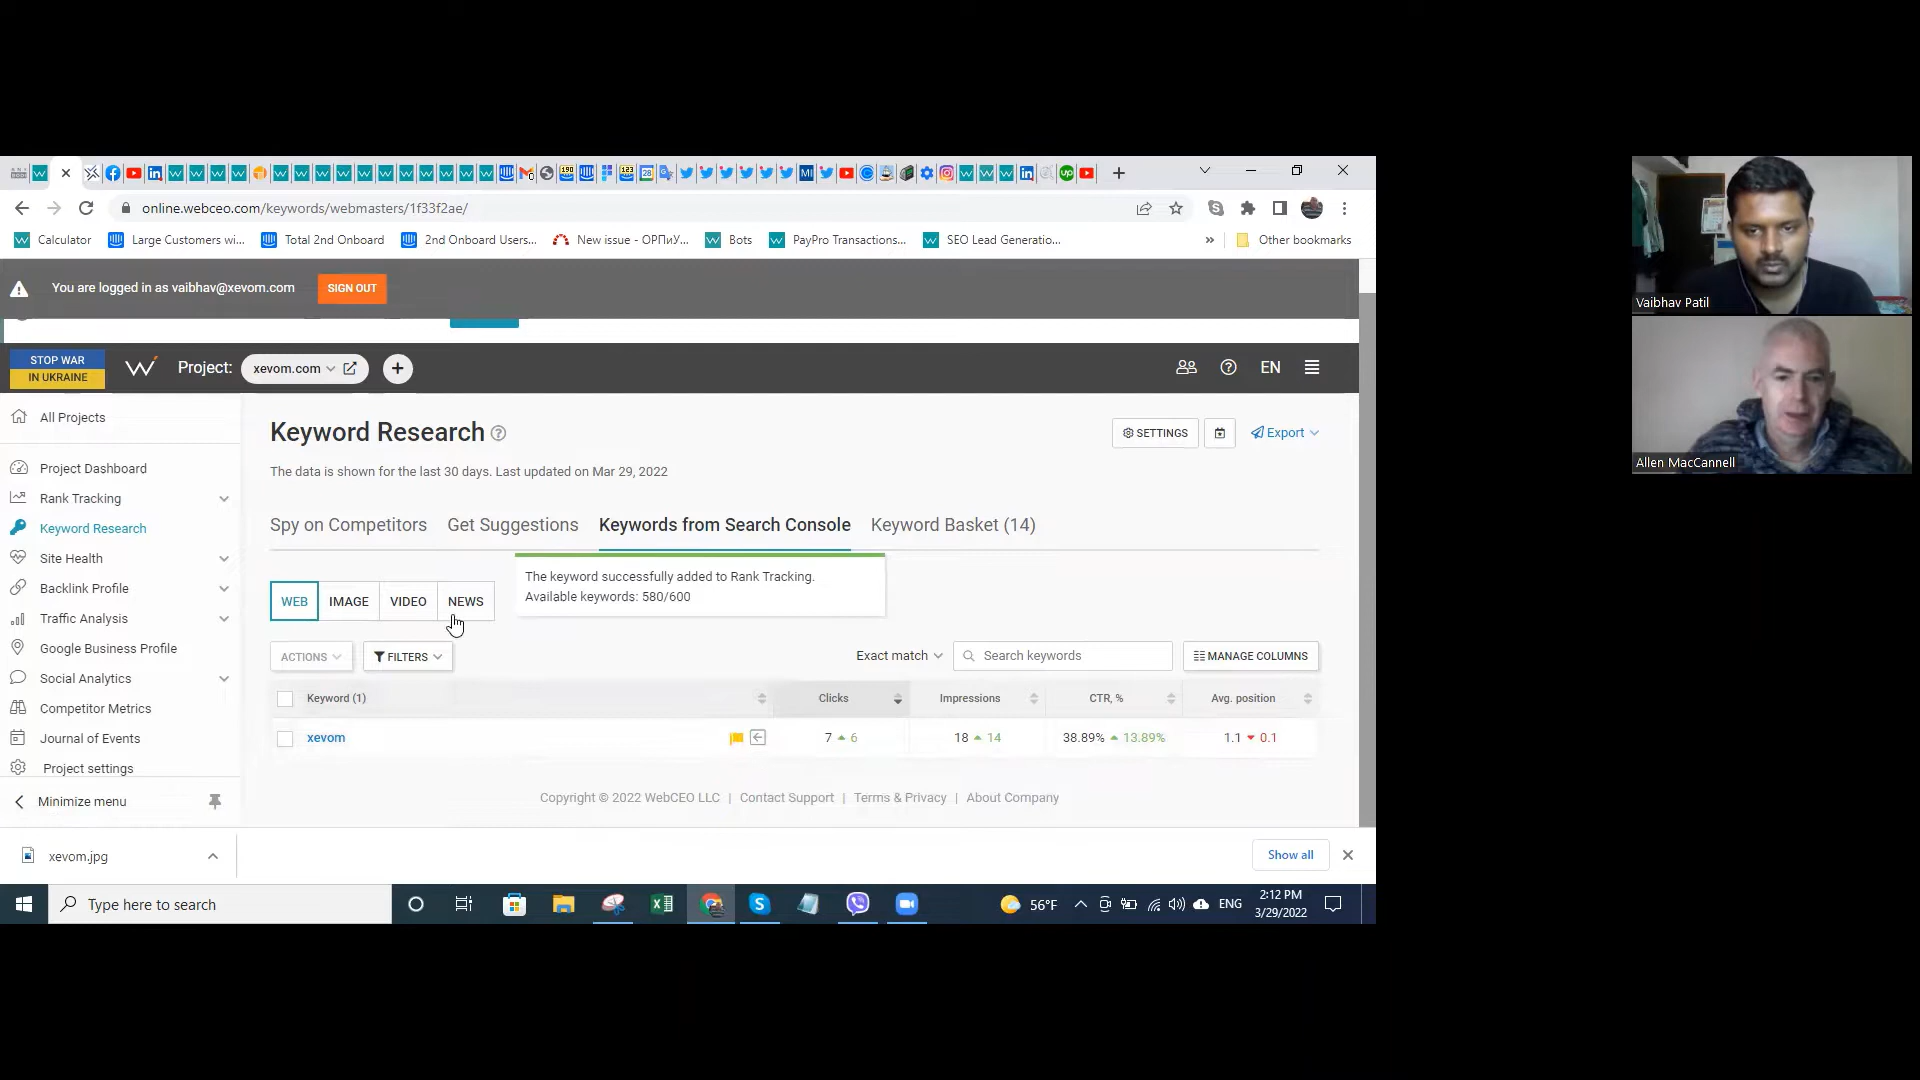 online.webceo.com/keywords/webmasters/1f33f2ae/
Calculator
Large Customers wi...
Total 2nd Onboard
2nd Onboard Users...
New issue - ОРПиУ...
Bots
PayPro Transactions...
SEO Lead Generatio...
»
Other bookmarks
You are logged in as vaibhav@xevom.com
SIGN OUT
STOP WAR
IN UKRAINE
Project:
xevom.com
EN
All Projects
Project Dashboard
Rank Tracking
Keyword Research
Site Health
Backlink Profile
Traffic Analysis
Google Business Profile
Social Analytics
Competitor Metrics
Journal of Events
Project settings
Minimize menu
Keyword Research
SETTINGS
Export
The data is shown for the last 30 days. Last updated on Mar 29, 2022
Spy on Competitors
Get Suggestions
Keywords from Search Console
Keyword Basket (14)
The keyword successfully added to Rank Tracking.
Available keywords: 580/600
WEB
IMAGE
VIDEO
NEWS
ACTIONS
FILTERS
Exact match
Search keywords
MANAGE COLUMNS
Keyword (1)
Clicks
Impressions
CTR, %
Avg. position
xevom
7 6
18 14
38.89% 13.89%
1.1 0.1
Copyright © 2022 WebCEO LLC | Contact Support | Terms & Privacy | About Company
xevom.jpg
Show all
Type here to search
56°F
ENG
2:12 PM
3/29/2022
Vaibhav Patil
Allen MacCannell